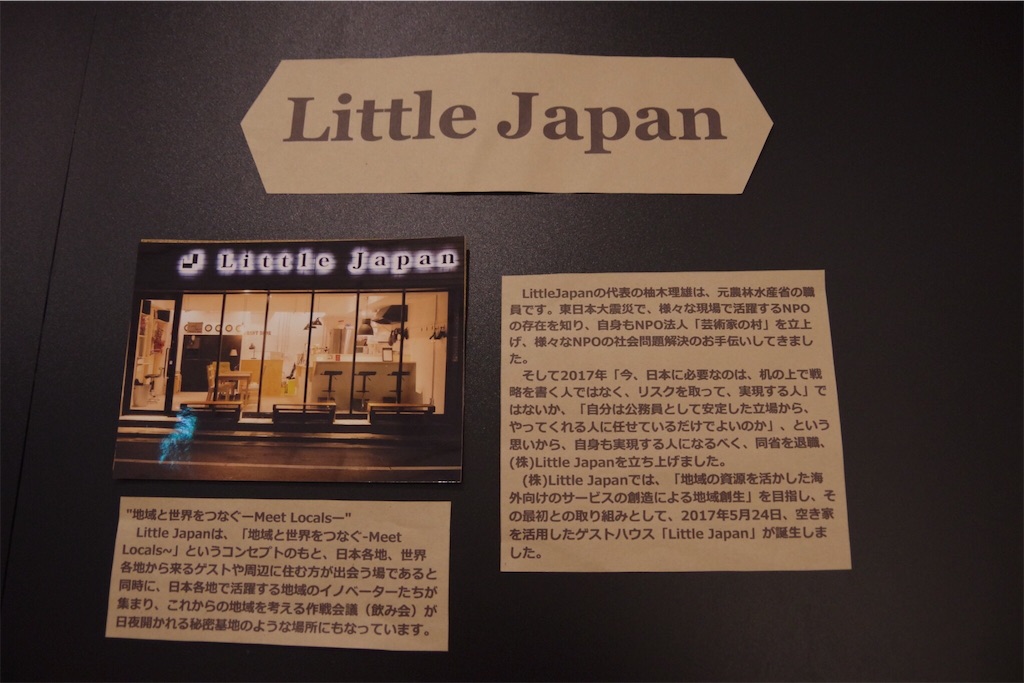 Little Japan
Little Japan
LittleJapanの代表の柚木理雄は、元農林水産省の職
員です。東日本大震災で、様々な現場で活躍するNPO
の存在を知り、自身もNPO法人「芸術家の村」を立上
げ、様々なNPOの社会問題解決のお手伝いしてきまし
た。
そして2017年「今、日本に必要なのは、机の上で戦
略を書く人ではなく、リスクを取って、実現する人」で
はないか、「自分は公務員として安定した立場から、
やってくれる人に任せているだけでよいのか」、という
思いから、自身も実現する人になるべく、同省を退職、
(株)Little Japanを立ち上げました。
(株)Little Japanでは、「地域の資源を活かした海
外向けのサービスの創造による地域創生」を目指し、そ
の最初との取り組みとして、2017年5月24日、空き家
を活用したゲストハウス「Little Japan」が誕生しま
した。
"地域と世界をつなぐーMeet Localsー"
Little Japanは、「地域と世界をつなぐ-Meet
Locals~」というコンセプトのもと、日本各地、世界
各地から来るゲストや周辺に住む方が出会う場であると
同時に、日本各地で活躍する地域のイノベーターたちが
集まり、これからの地域を考える作戦会議（飲み会）が
日夜開かれる秘密基地のような場所にもなっています。